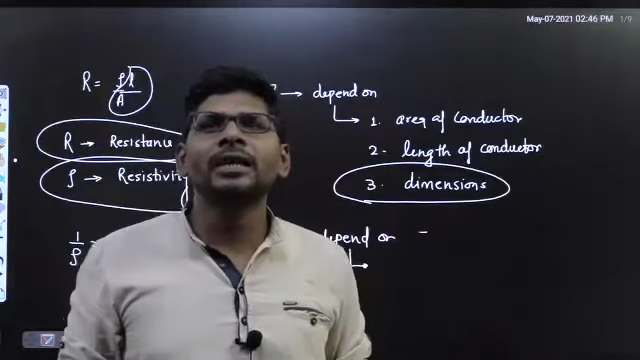 May-07-2021 02:46 PM 1/9
R = ρl/A
→ depend on
R → Resistance
1. area of conductor
2. length of conductor
ρ → Resistivity
3. dimensions
1/ρ
depend on -